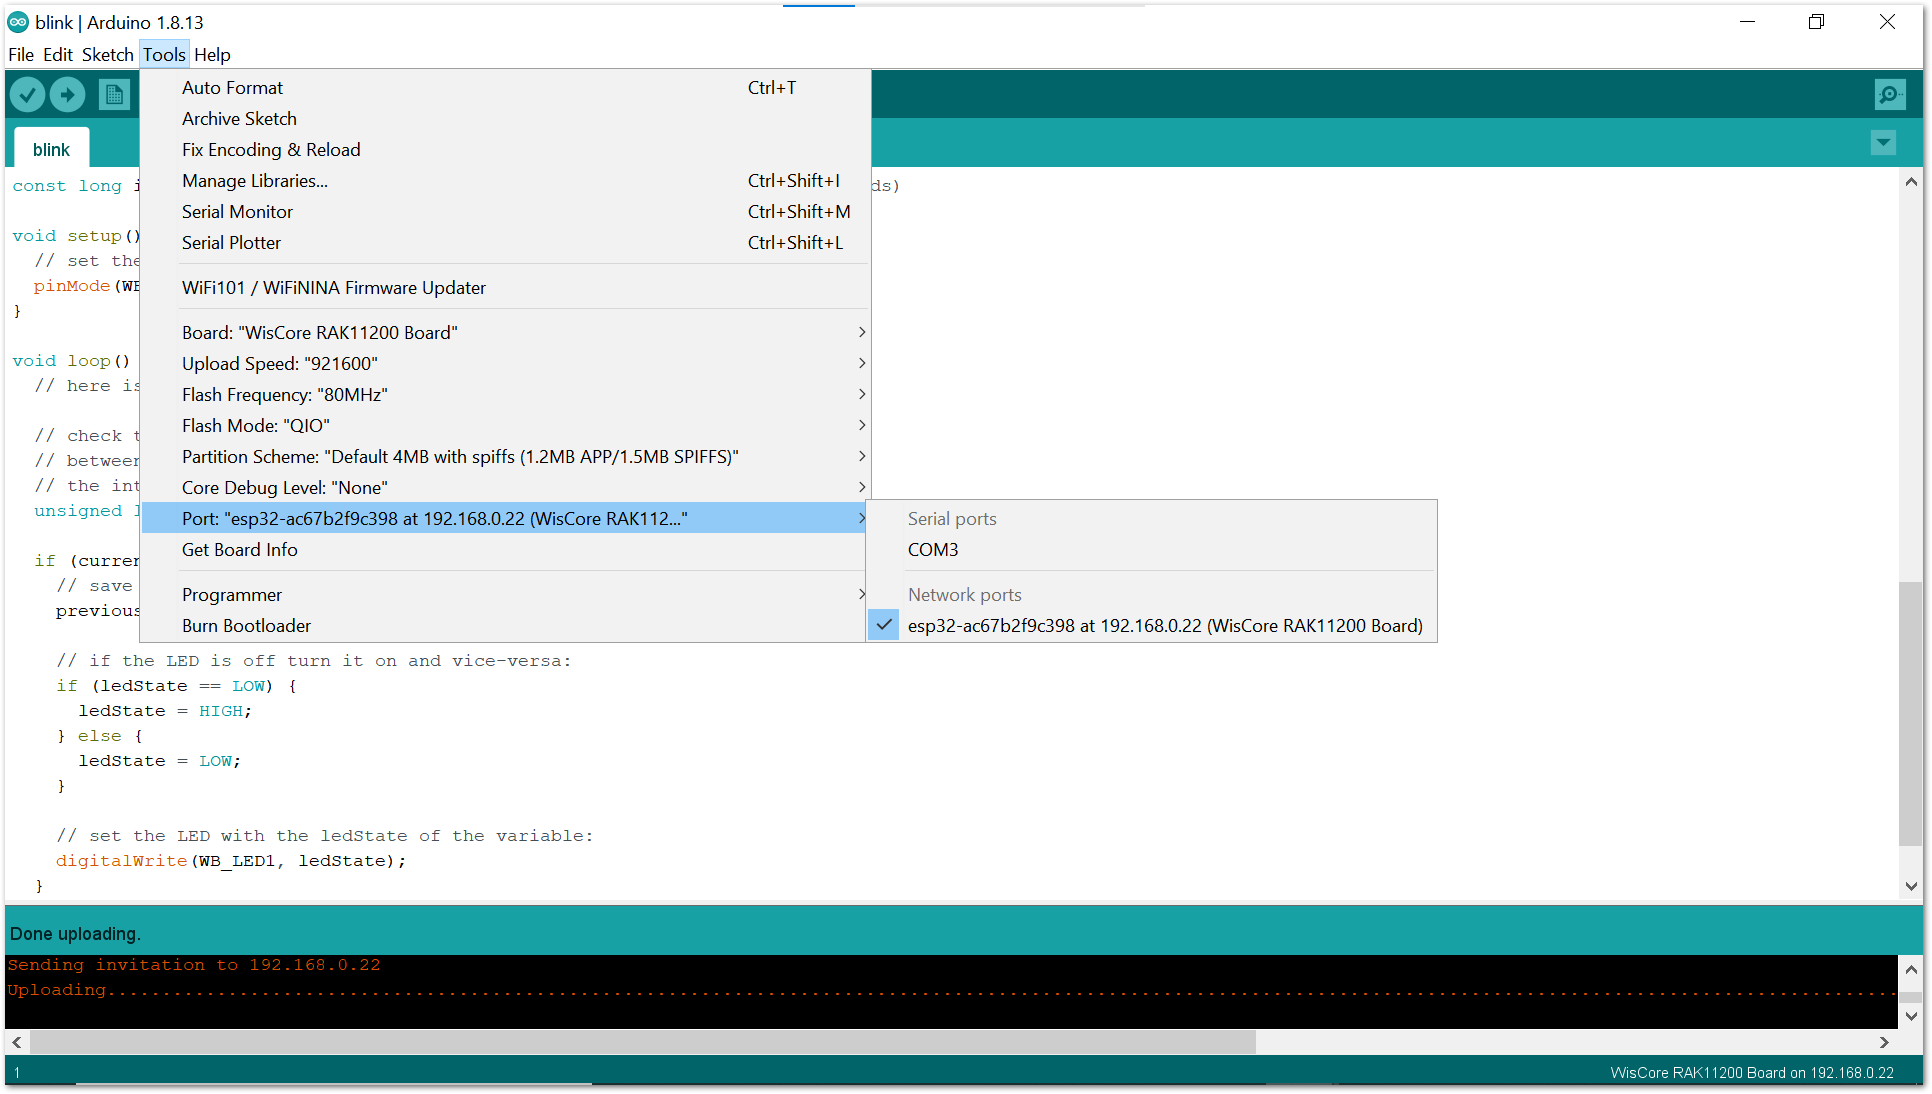 blink | Arduino 1.8.13
File Edit Sketch Tools Help
Auto Format Ctrl+T
Archive Sketch
Fix Encoding & Reload
Manage Libraries... Ctrl+Shift+I
Serial Monitor Ctrl+Shift+M
Serial Plotter Ctrl+Shift+L
WiFi101 / WiFiNINA Firmware Updater
Board: "WisCore RAK11200 Board"
Upload Speed: "921600"
Flash Frequency: "80MHz"
Flash Mode: "QIO"
Partition Scheme: "Default 4MB with spiffs (1.2MB APP/1.5MB SPIFFS)"
Core Debug Level: "None"
Port: "esp32-ac67b2f9c398 at 192.168.0.22 (WisCore RAK112..."
Get Board Info
Programmer
Burn Bootloader
Serial ports
COM3
Network ports
esp32-ac67b2f9c398 at 192.168.0.22 (WisCore RAK11200 Board)
blink
const long i ds)
void setup()
// set the
pinMode(WB
}
void loop()
// here is
// check t
// between
// the int
unsigned l
if (curren
// save
previous
// if the LED is off turn it on and vice-versa:
if (ledState == LOW) {
ledState = HIGH;
} else {
ledState = LOW;
}
// set the LED with the ledState of the variable:
digitalWrite(WB_LED1, ledState);
}
Done uploading.
Sending invitation to 192.168.0.22
Uploading................................................................................................................................................................
1
WisCore RAK11200 Board on 192.168.0.22